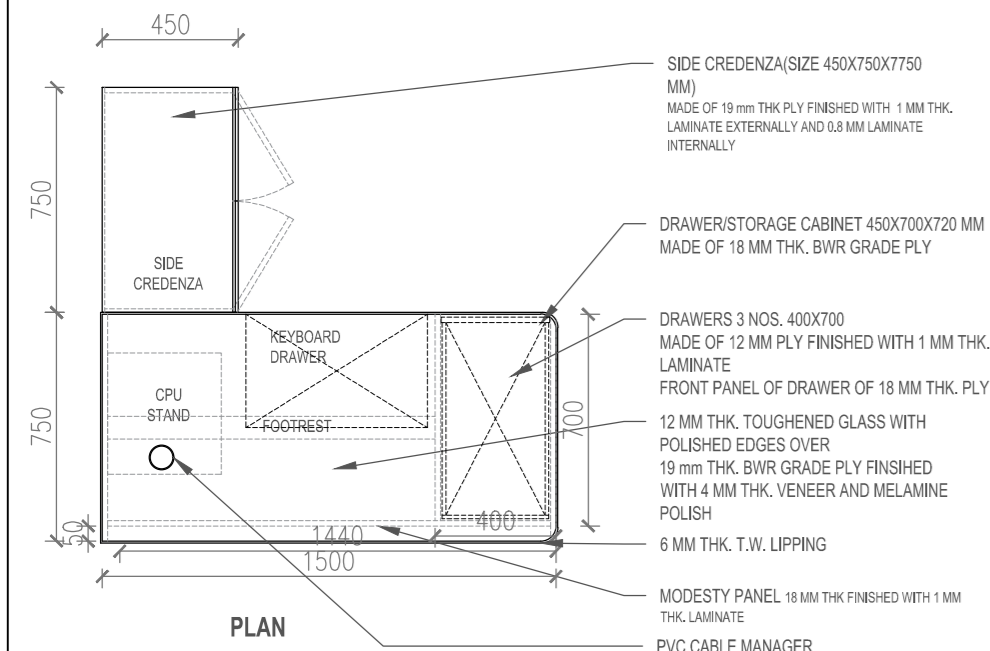 450
SIDE CREDENZA(SIZE 450X750X7750
MM)
MADE OF 19 mm THK PLY FINISHED WITH 1 MM THK.
LAMINATE EXTERNALLY AND 0.8 MM LAMINATE
INTERNALLY
750
SIDE
CREDENZA
DRAWER/STORAGE CABINET 450X700X720 MM
MADE OF 18 MM THK. BWR GRADE PLY
KEYBOARD
DRAWER
DRAWERS 3 NOS. 400X700
MADE OF 12 MM PLY FINISHED WITH 1 MM THK.
LAMINATE
FRONT PANEL OF DRAWER OF 18 MM THK. PLY
CPU
STAND
FOOTREST
750
700
12 MM THK. TOUGHENED GLASS WITH
POLISHED EDGES OVER
19 mm THK. BWR GRADE PLY FINSIHED
WITH 4 MM THK. VENEER AND MELAMINE
POLISH
50
400
1440
1500
6 MM THK. T.W. LIPPING
MODESTY PANEL 18 MM THK FINISHED WITH 1 MM
THK. LAMINATE
PLAN
PVC CABLE MANAGER